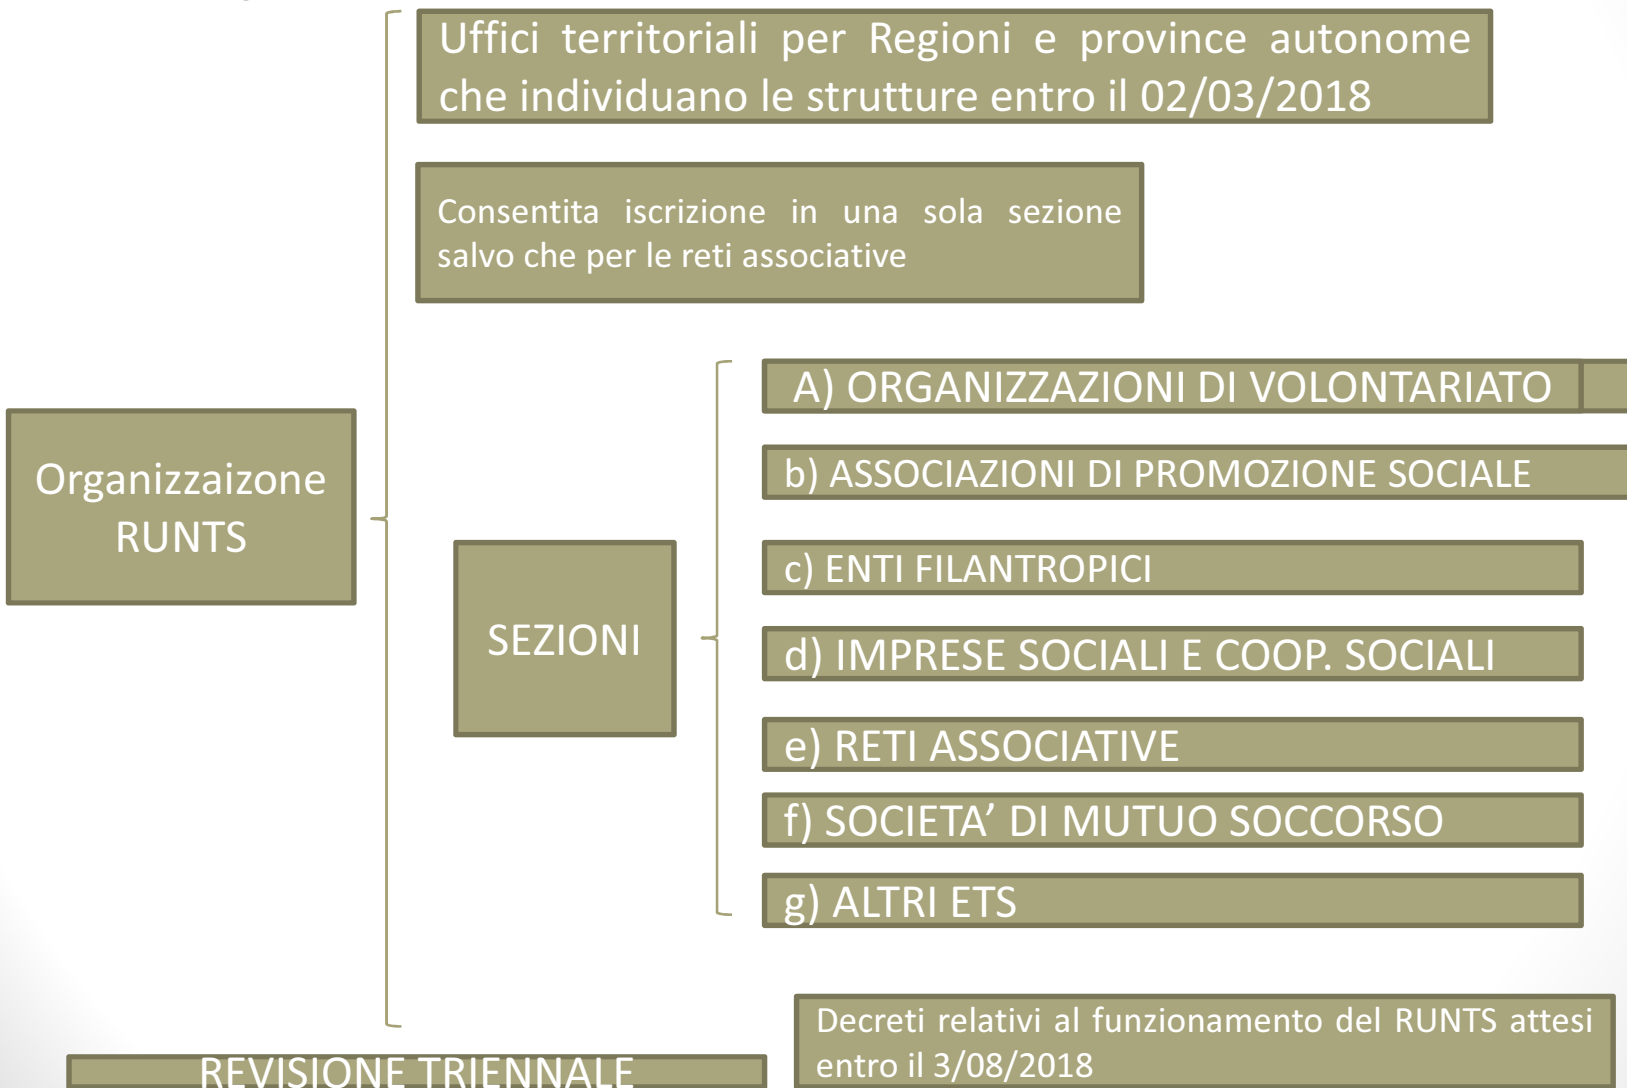 Uffici territoriali per Regioni e province autonome
che individuano le strutture entro il 02/03/2018
Consentita iscrizione in una sola sezione
salvo che per le reti associative
Organizzaizone
RUNTS
SEZIONI
A) ORGANIZZAZIONI DI VOLONTARIATO
b) ASSOCIAZIONI DI PROMOZIONE SOCIALE
c) ENTI FILANTROPICI
d) IMPRESE SOCIALI E COOP. SOCIALI
e) RETI ASSOCIATIVE
f) SOCIETA’ DI MUTUO SOCCORSO
g) ALTRI ETS
Decreti relativi al funzionamento del RUNTS attesi
entro il 3/08/2018
REVISIONE TRIENNALE